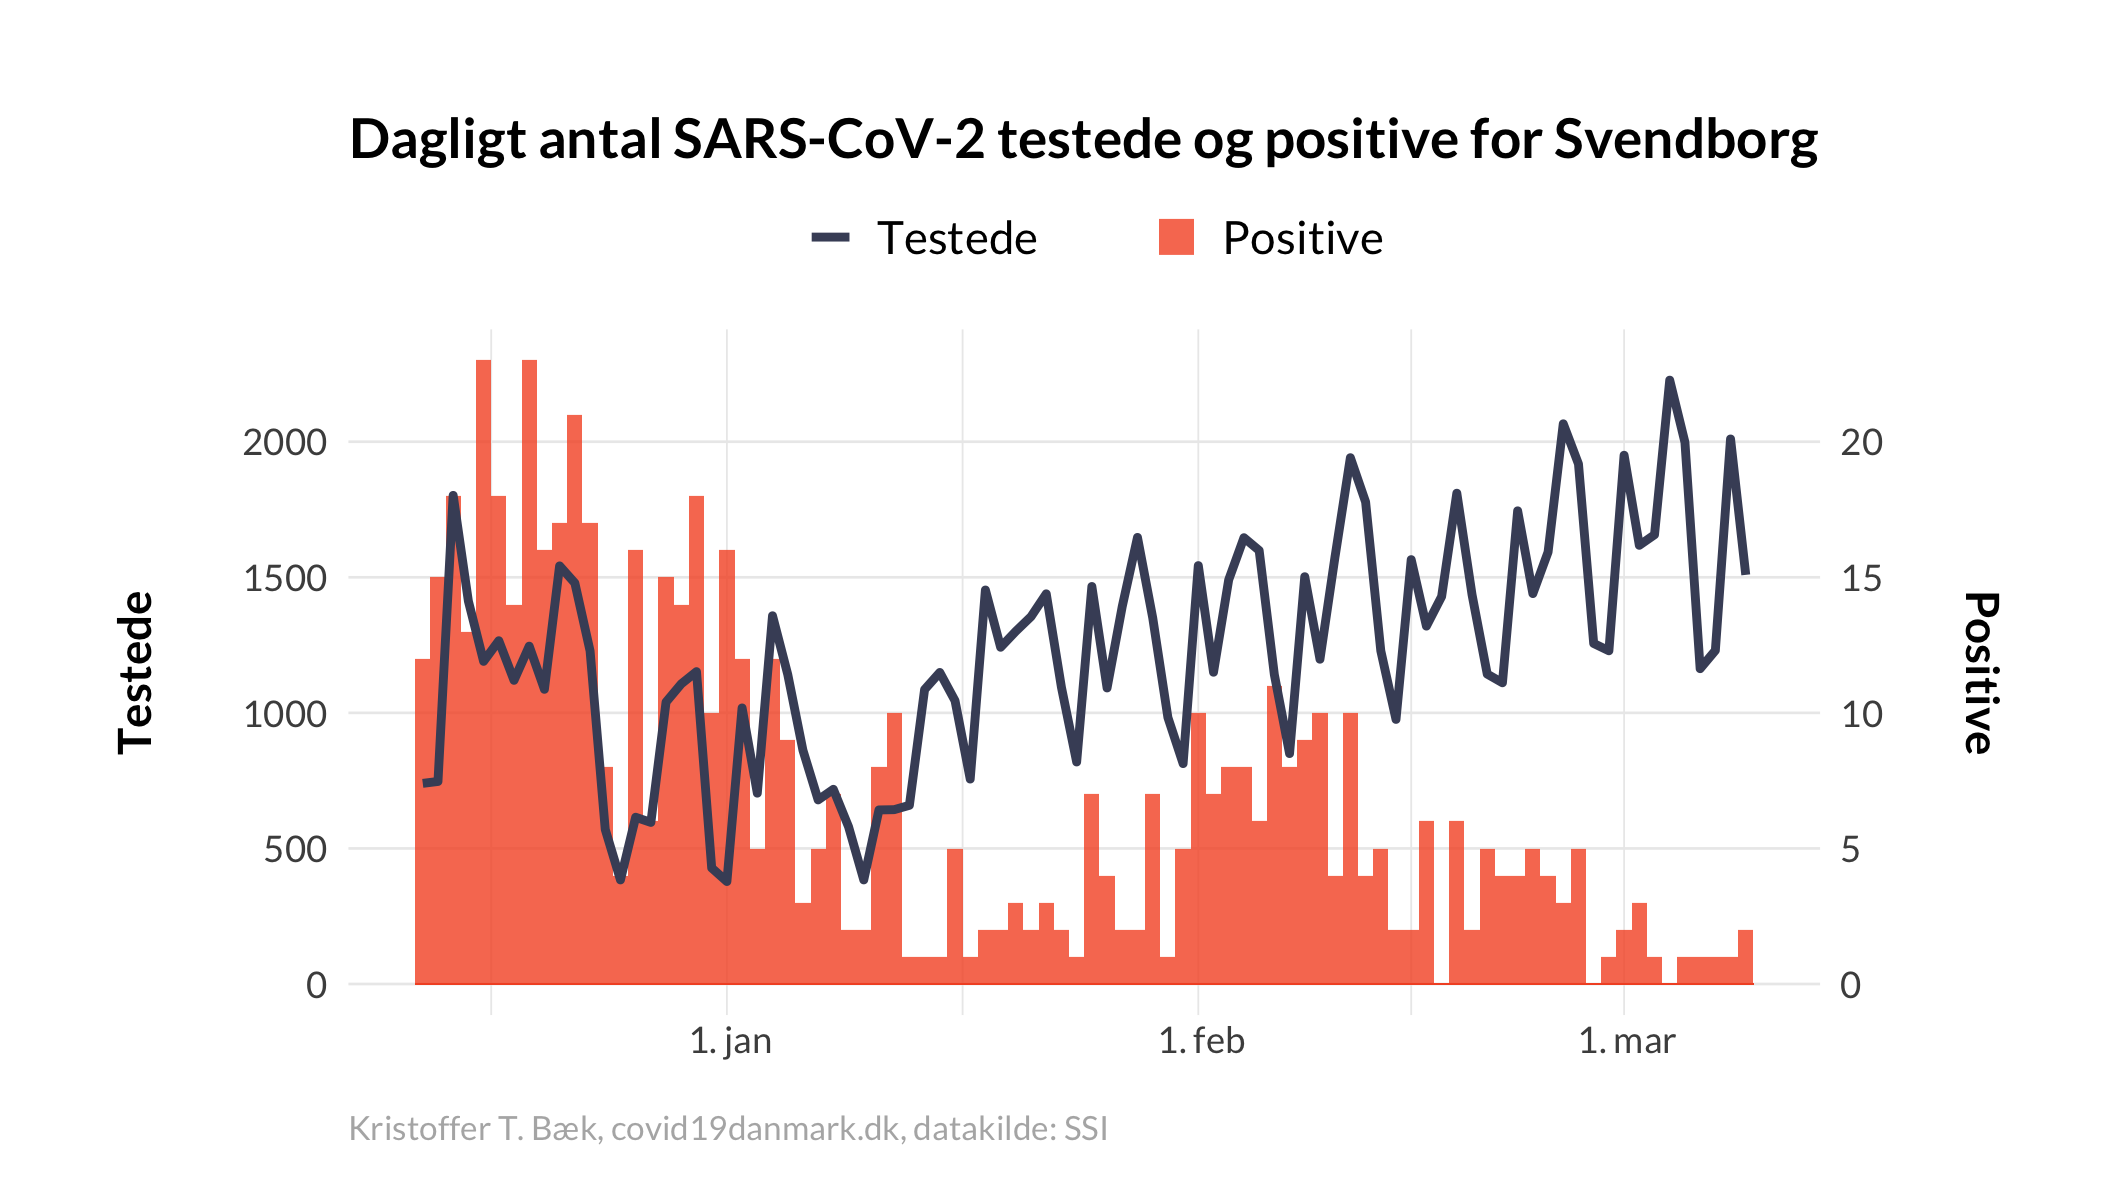 Dagligt antal SARS-CoV-2 testede og positive for Svendborg
Testede
Positive
2000
1500
1000
500
0
Testede
20
15
10
5
0
Positive
1. jan
1. feb
1. mar
Kristoffer T. Bæk, covid19danmark.dk, datakilde: SSI